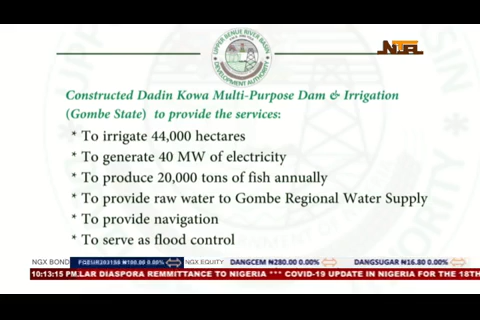 UPPER BENUE RIVER BASIN
DEVELOPMENT AUTHORITY
Constructed Dadin Kowa Multi-Purpose Dam & Irrigation
(Gombe State) to provide the services:
* To irrigate 44,000 hectares
* To generate 40 MW of electricity
* To produce 20,000 tons of fish annually
* To provide raw water to Gombe Regional Water Supply
* To provide navigation
* To serve as flood control
NGX BOND
NGX EQUITY
DANGCEM ₦280.00 0.00%
DANGSUGAR ₦16.80 0.00%
10:13:15 PM
.LAR DIASPORA REMMITTANCE TO NIGERIA *** COVID-19 UPDATE IN NIGERIA FOR THE 18TH